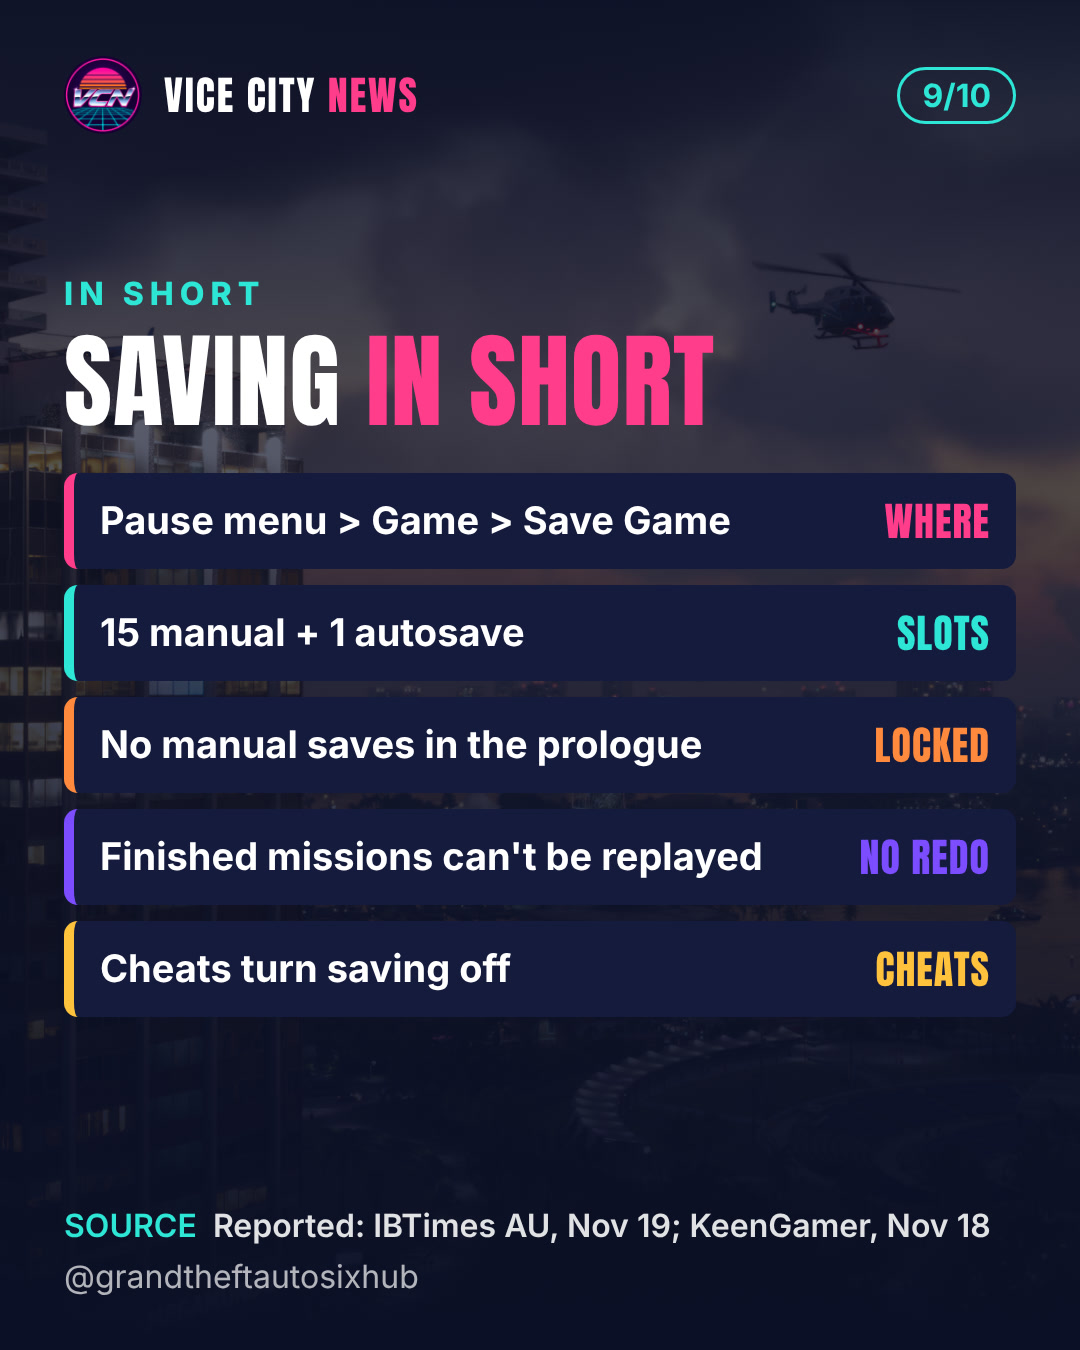 VCN
VICE CITY NEWS
9/10
IN SHORT
SAVING IN SHORT
Pause menu > Game > Save Game WHERE
15 manual + 1 autosave SLOTS
No manual saves in the prologue LOCKED
Finished missions can't be replayed NO REDO
Cheats turn saving off CHEATS
SOURCE Reported: IBTimes AU, Nov 19; KeenGamer, Nov 18
@grandtheftautosixhub